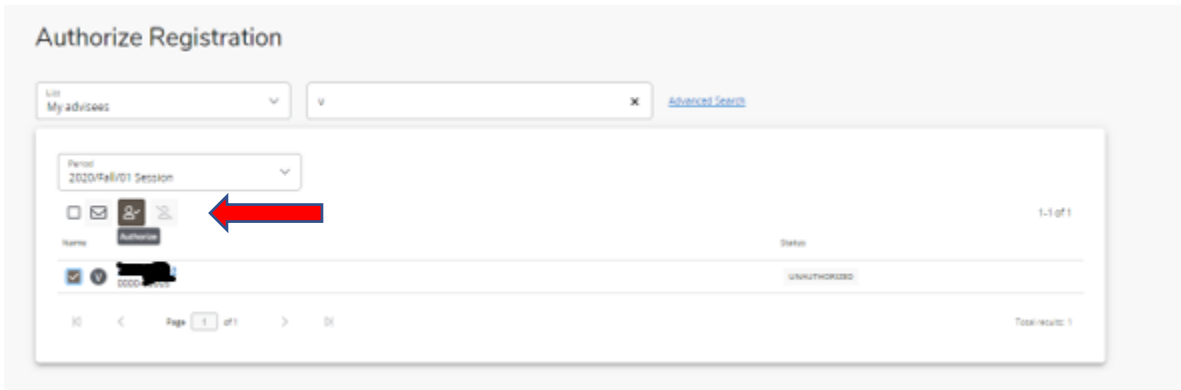 Authorize Registration
List
My advisees
v
Advanced Search
Period
2020/Fall/01 Session
1-1 of 1
Authorize
Name
Status
V
UNAUTHORIZED
Page 1 of 1
Total results: 1